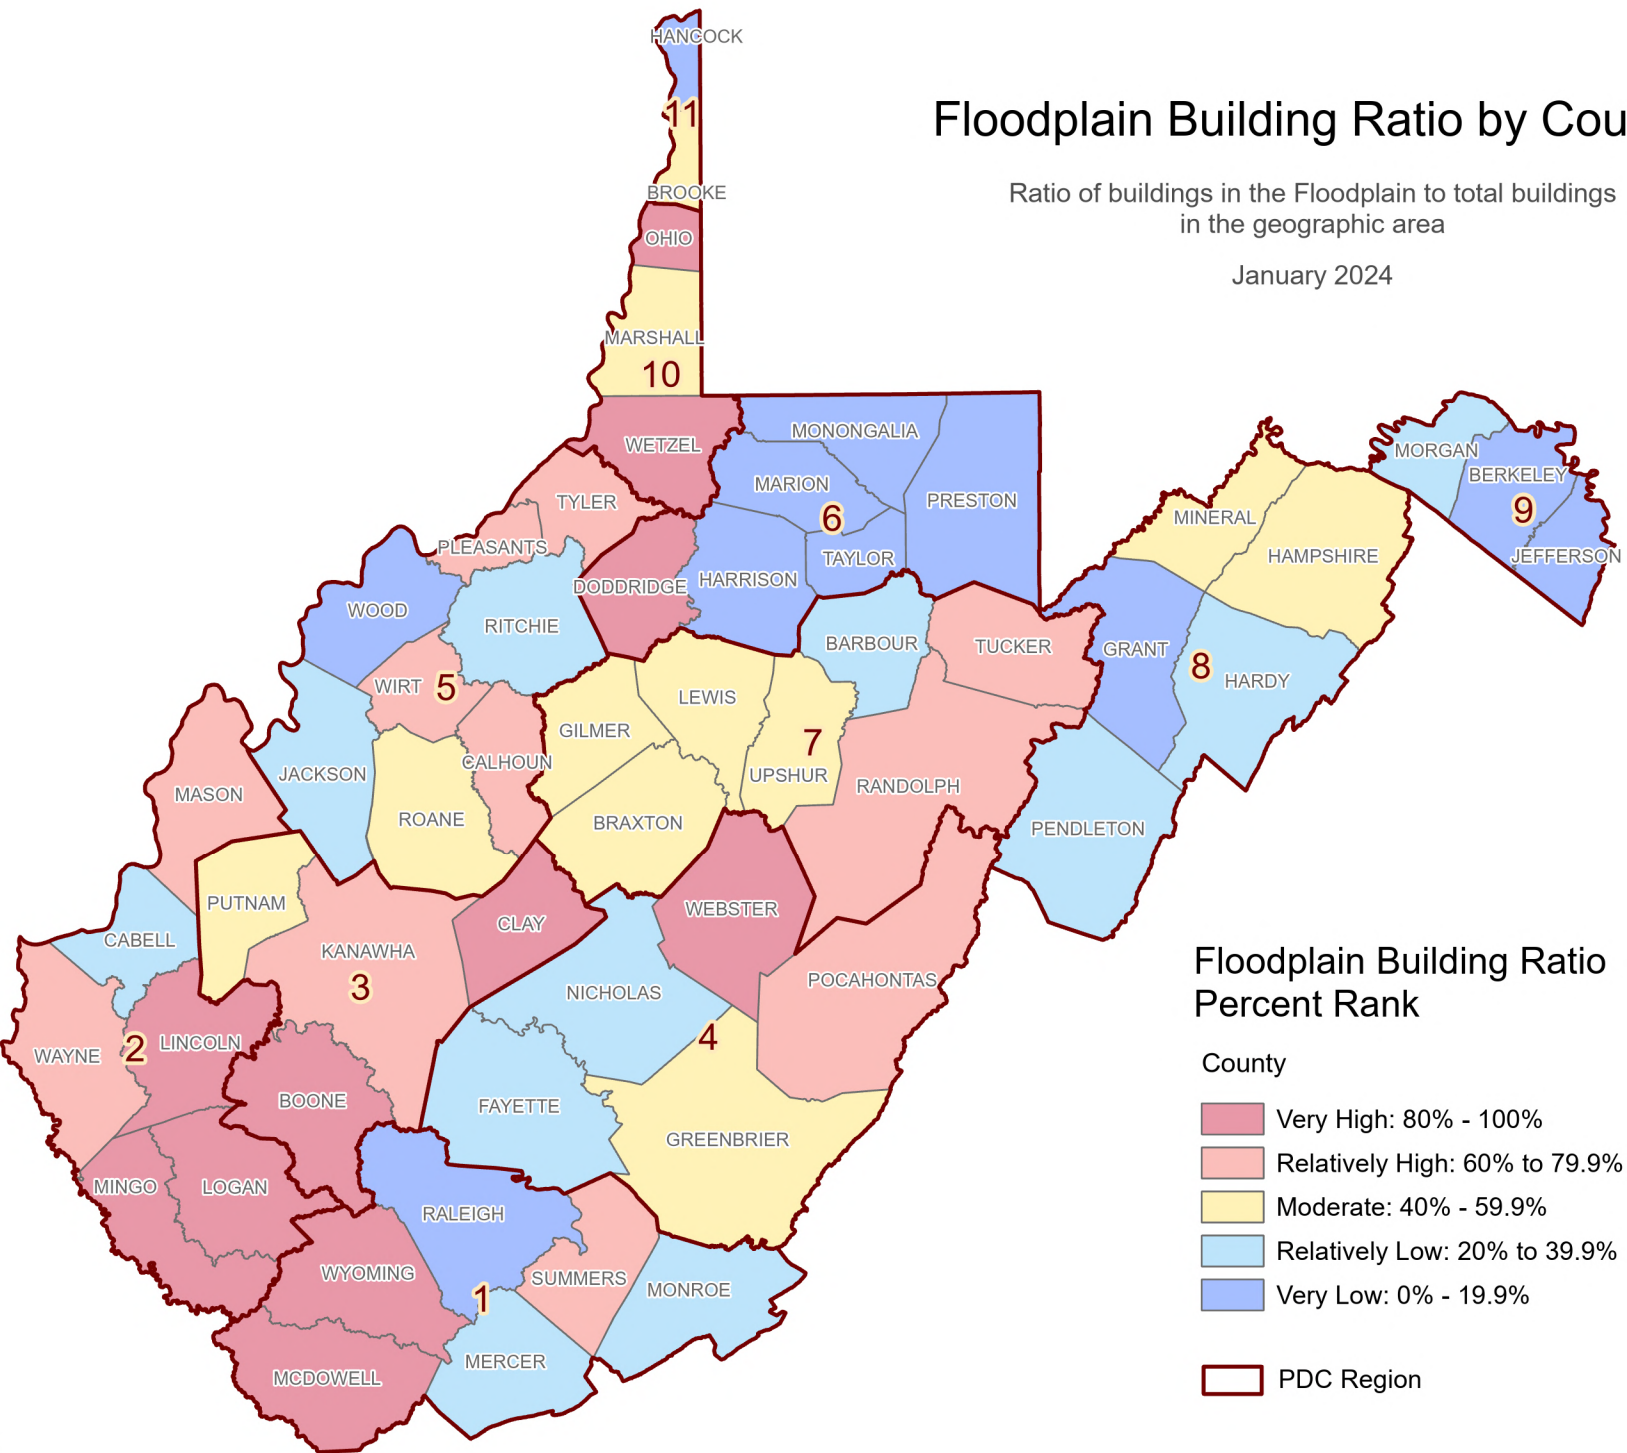 HANCOCK
11
Floodplain Building Ratio by Cou
BROOKE
Ratio of buildings in the Floodplain to total buildings
in the geographic area
OHIO
January 2024
MARSHALL
10
WETZEL
MONONGALIA
MORGAN
BERKELEY
MARION
TYLER
PRESTON
9
6
MINERAL
PLEASANTS
HAMPSHIRE
JEFFERSON
TAYLOR
HARRISON
DODDRIDGE
WOOD
RITCHIE
BARBOUR
TUCKER
GRANT
8
HARDY
WIRT
5
LEWIS
GILMER
7
CALHOUN
JACKSON
UPSHUR
RANDOLPH
MASON
ROANE
BRAXTON
PENDLETON
PUTNAM
WEBSTER
CLAY
CABELL
KANAWHA
3
POCAHONTAS
NICHOLAS
Floodplain Building Ratio
Percent Rank
4
LINCOLN
2
WAYNE
County
BOONE
FAYETTE
Very High: 80% - 100%
GREENBRIER
Relatively High: 60% to 79.9%
MINGO
LOGAN
Moderate: 40% - 59.9%
RALEIGH
Relatively Low: 20% to 39.9%
WYOMING
SUMMERS
MONROE
1
Very Low: 0% - 19.9%
MERCER
MCDOWELL
PDC Region